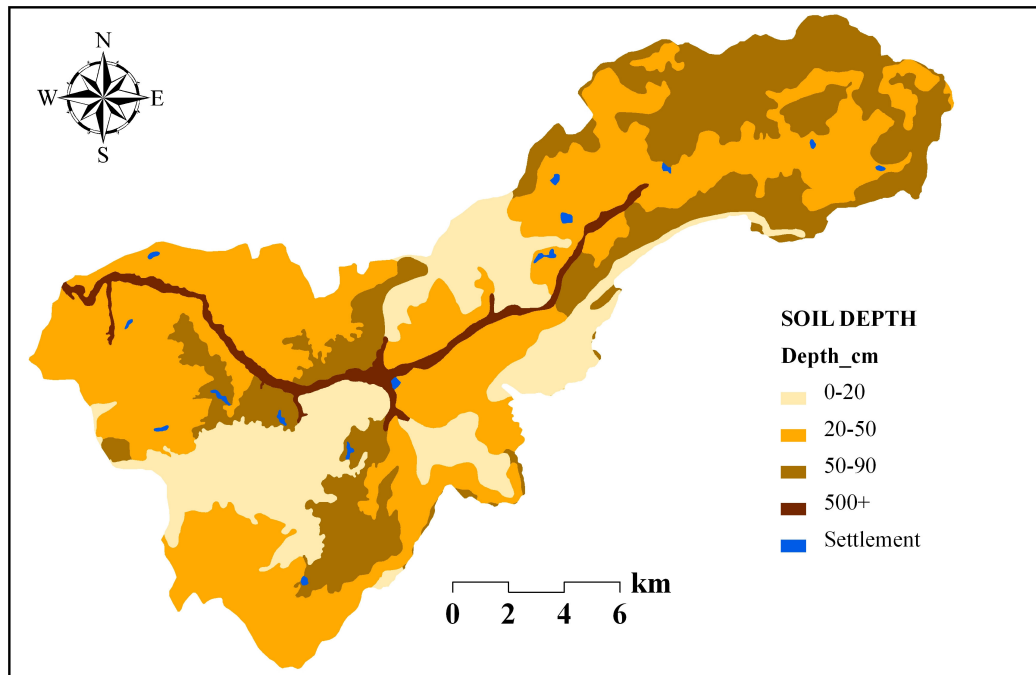 N
W E
S
SOIL DEPTH
Depth_cm
0-20
20-50
50-90
500+
Settlement
km
0 2 4 6